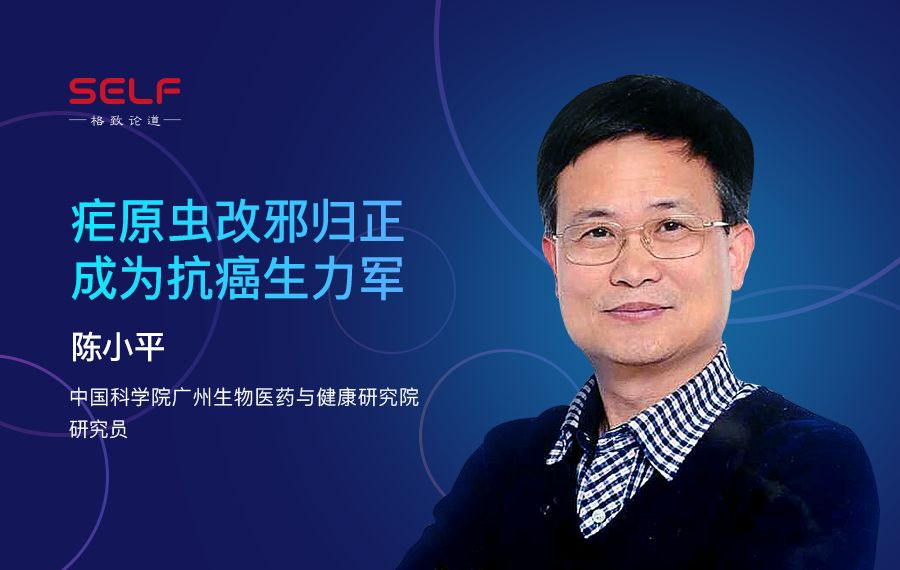 SELF
格致论道
疟原虫改邪归正
成为抗癌生力军
陈小平
中国科学院广州生物医药与健康研究院
研究员